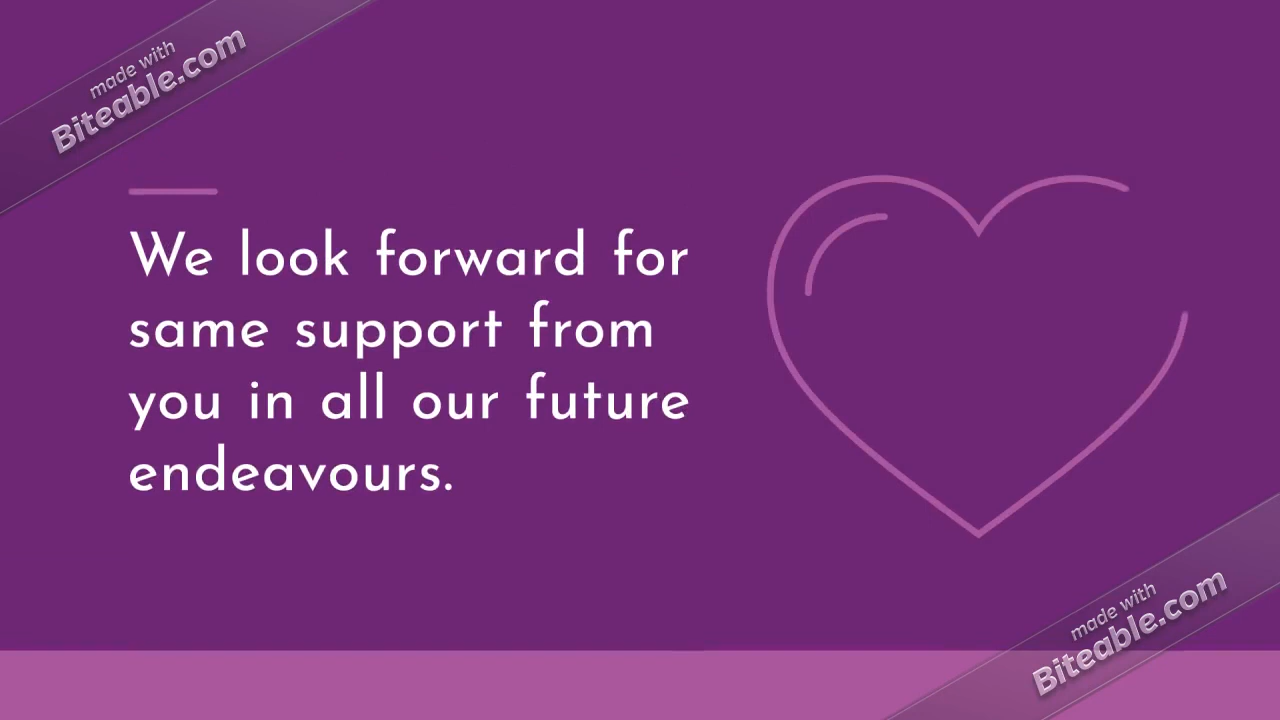 made with
Biteable.com
We look forward for
same support from
you in all our future
endeavours.
made with
Biteable.com